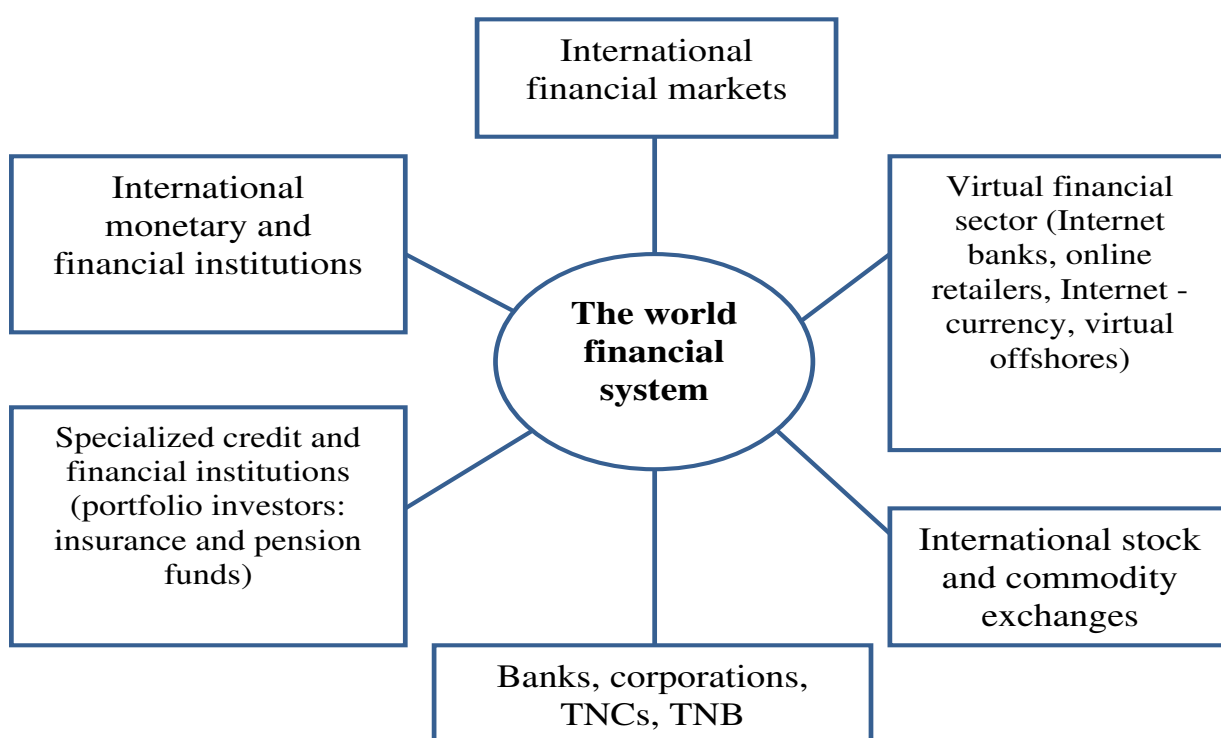 International
financial markets
International
monetary and
financial institutions
Virtual financial
sector (Internet
banks, online
retailers, Internet -
currency, virtual
offshores)
The world
financial
system
Specialized credit and
financial institutions
(portfolio investors:
insurance and pension
funds)
International stock
and commodity
exchanges
Banks, corporations,
TNCs, TNB